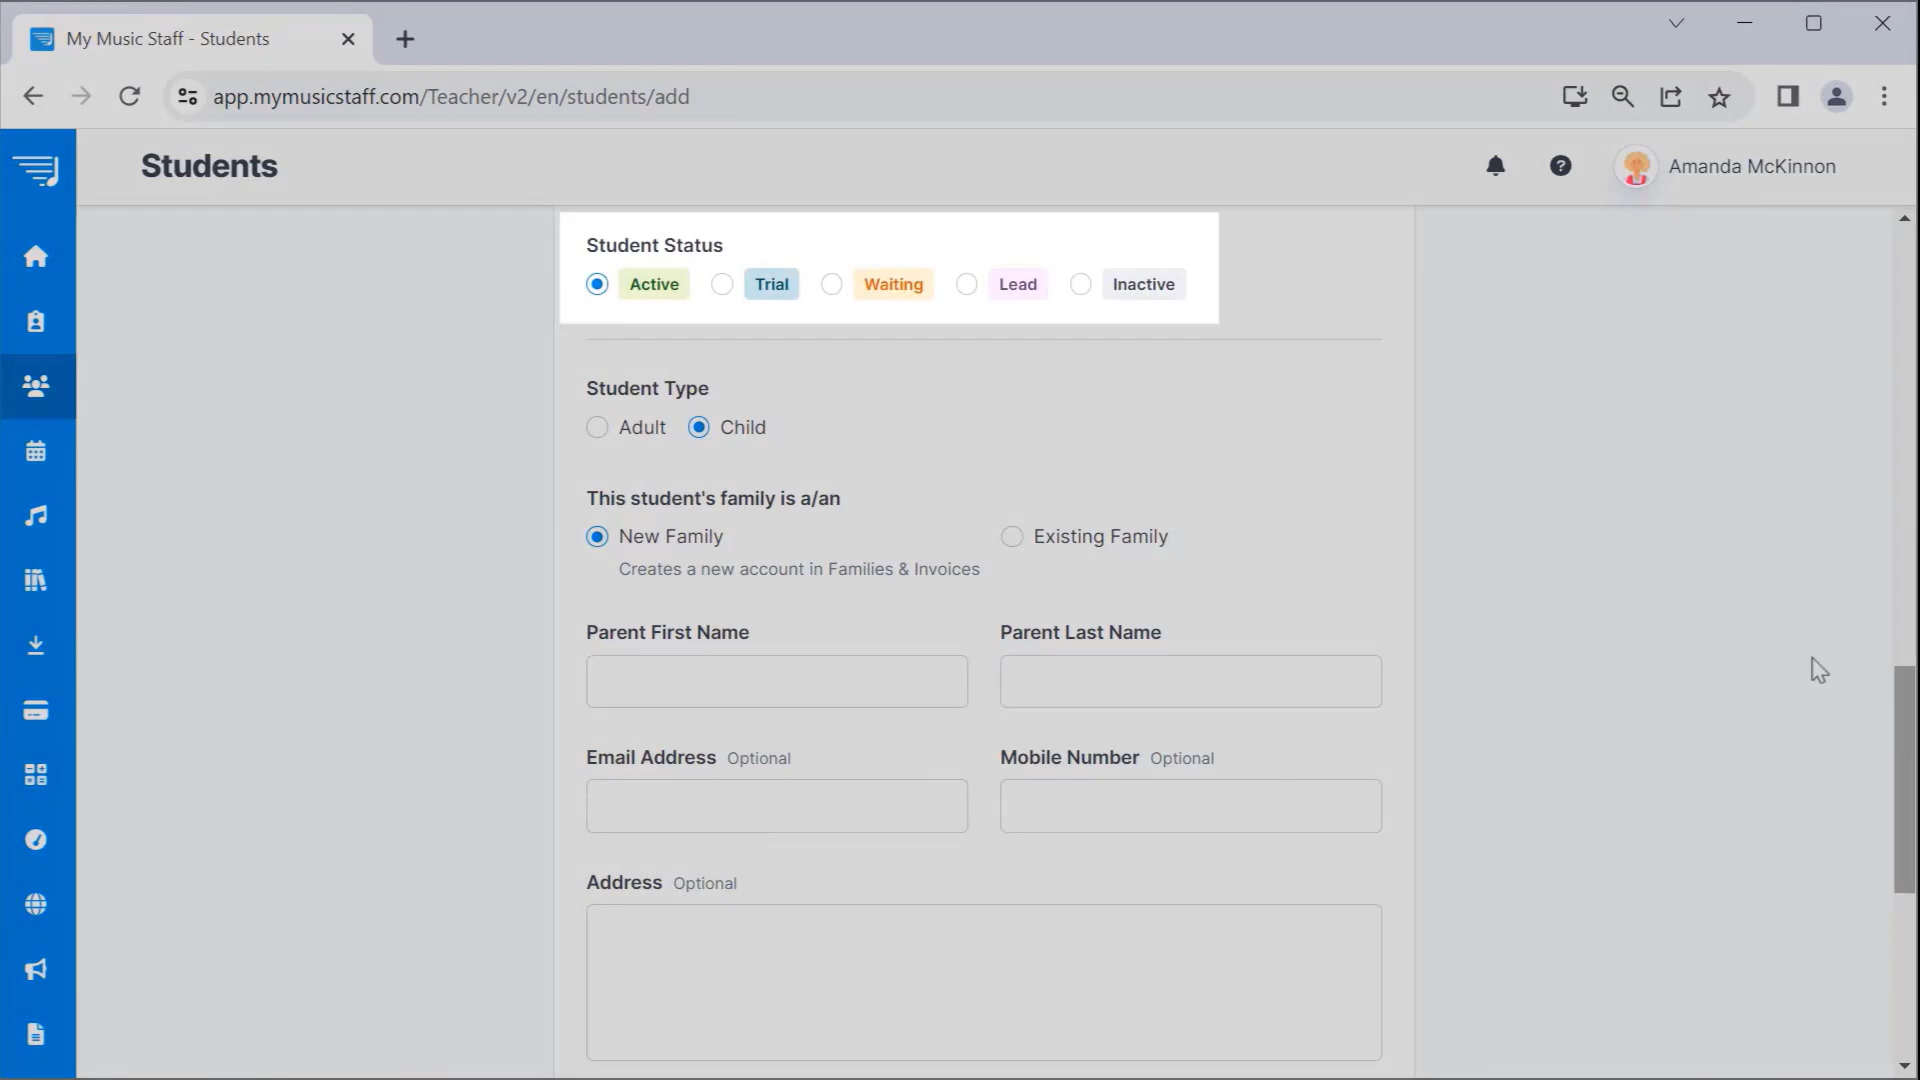 My Music Staff - Students
app.mymusicstaff.com/Teacher/v2/en/students/add
Students
Amanda McKinnon
Student Status
Active Trial Waiting Lead Inactive
Student Type
Adult Child
This student's family is a/an
New Family Existing Family
Creates a new account in Families & Invoices
Parent First Name Parent Last Name
Email Address Optional Mobile Number Optional
Address Optional